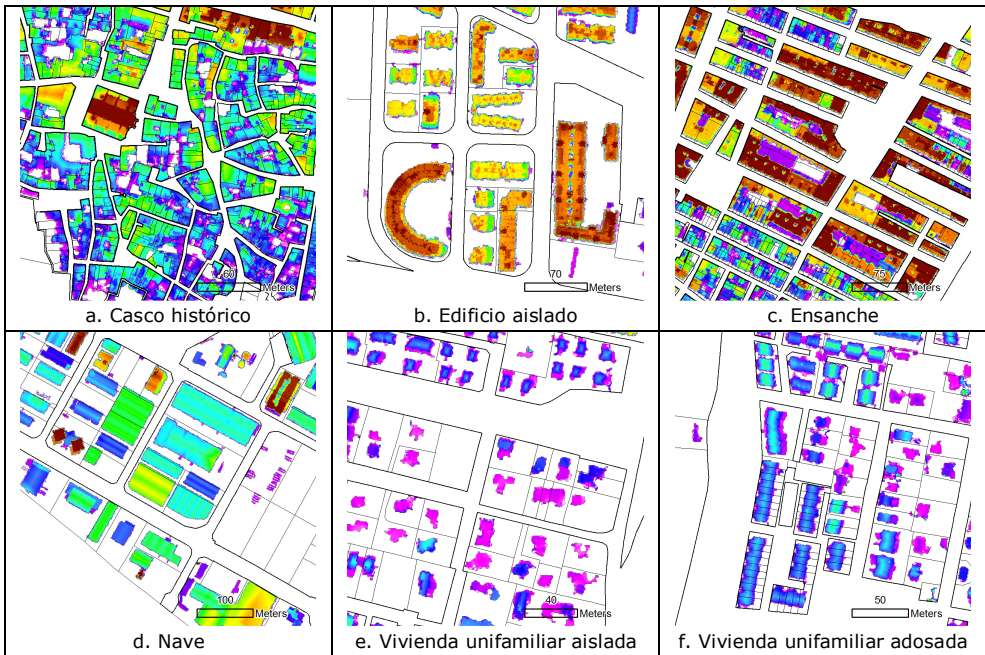 60
Meters
70
Meters
75
Meters
a. Casco histórico
b. Edificio aislado
c. Ensanche
100
Meters
40
Meters
50
Meters
d. Nave
e. Vivienda unifamiliar aislada
f. Vivienda unifamiliar adosada